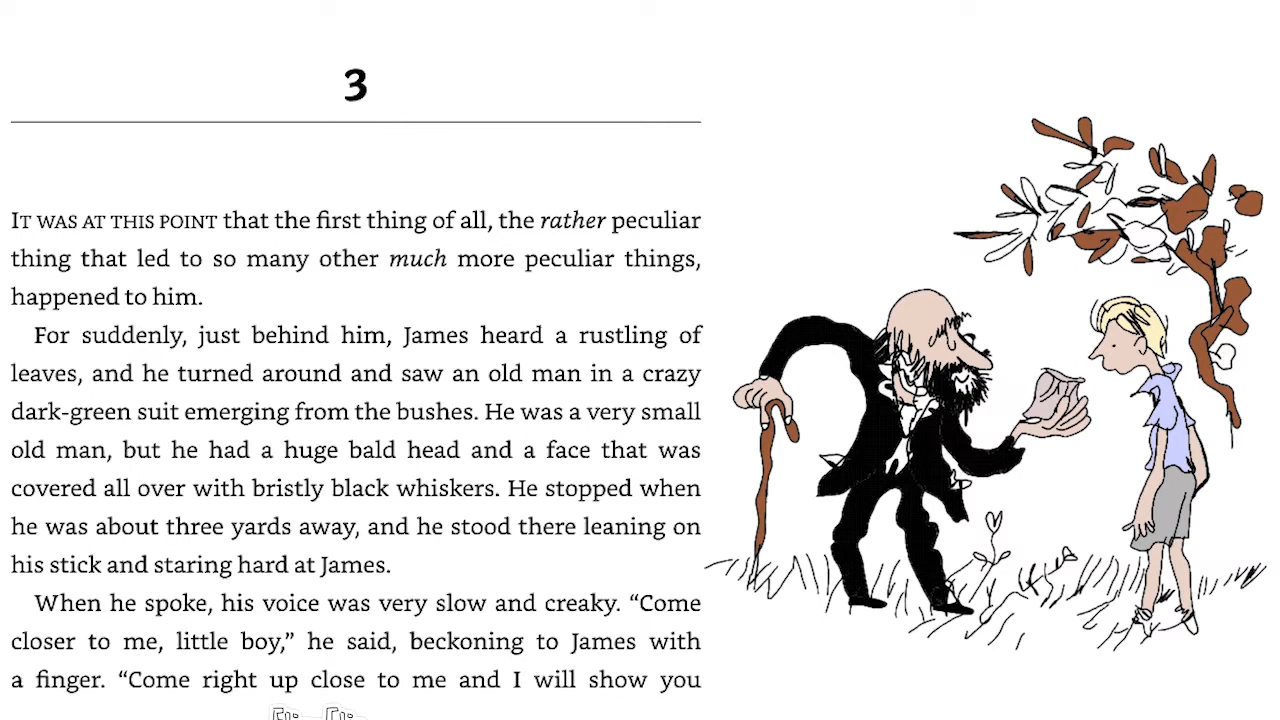 3
IT WAS AT THIS POINT that the first thing of all, the rather peculiar
thing that led to so many other much more peculiar things,
happened to him.
For suddenly, just behind him, James heard a rustling of
leaves, and he turned around and saw an old man in a crazy
dark-green suit emerging from the bushes. He was a very small
old man, but he had a huge bald head and a face that was
covered all over with bristly black whiskers. He stopped when
he was about three yards away, and he stood there leaning on
his stick and staring hard at James.
When he spoke, his voice was very slow and creaky. “Come
closer to me, little boy,” he said, beckoning to James with
a finger. “Come right up close to me and I will show you